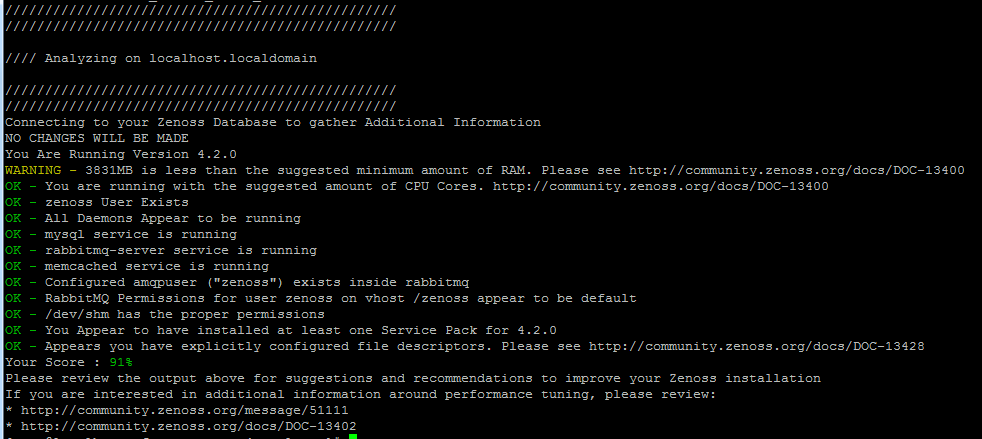 /////////////////////////////////////////////////
/////////////////////////////////////////////////
//// Analyzing on localhost.localdomain
/////////////////////////////////////////////////
/////////////////////////////////////////////////
Connecting to your Zenoss Database to gather Additional Information
NO CHANGES WILL BE MADE
You Are Running Version 4.2.0
WARNING - 3831MB is less than the suggested minimum amount of RAM. Please see http://community.zenoss.org/docs/DOC-13400
OK - You are running with the suggested amount of CPU Cores. http://community.zenoss.org/docs/DOC-13400
OK - zenoss User Exists
OK - All Daemons Appear to be running
OK - mysql service is running
OK - rabbitmq-server service is running
OK - memcached service is running
OK - Configured amqpuser ("zenoss") exists inside rabbitmq
OK - RabbitMQ Permissions for user zenoss on vhost /zenoss appear to be default
OK - /dev/shm has the proper permissions
OK - You Appear to have installed at least one Service Pack for 4.2.0
OK - Appears you have explicitly configured file descriptors. Please see http://community.zenoss.org/docs/DOC-13428
Your Score : 91%
Please review the output above for suggestions and recommendations to improve your Zenoss installation
If you are interested in additional information around performance tuning, please review:
* http://community.zenoss.org/message/51111
* http://community.zenoss.org/docs/DOC-13402